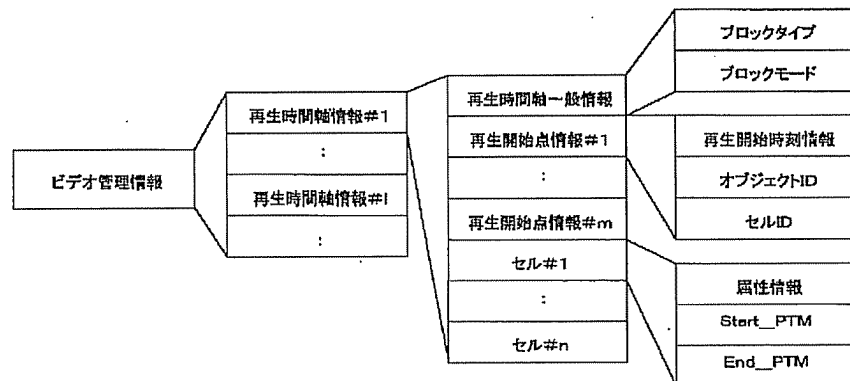 ビデオ管理情報
再生時間軸情報#1
:
再生時間軸情報#l
:
再生時間軸一般情報
再生開始点情報#1
:
再生開始点情報#m
セル#1
:
セル#n
ブロックタイプ
ブロックモード
再生開始時刻情報
オブジェクトID
セルID
属性情報
Start_PTM
End_PTM